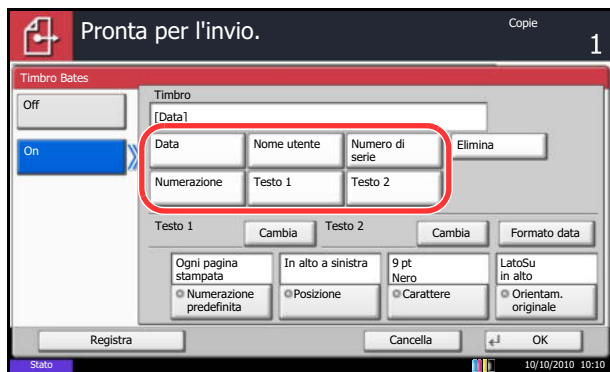 Pronta per l'invio.
Copie
1
Timbro Bates
Off
On
Timbro
[Data]
Data
Nome utente
Numero di
serie
Elimina
Numerazione
Testo 1
Testo 2
Testo 1
Cambia
Testo 2
Cambia
Formato data
Ogni pagina
stampata
In alto a sinistra
9 pt
Nero
LatoSu
in alto
Numerazione
predefinita
Posizione
Carattere
Orientam.
originale
Registra
Cancella
OK
Stato
10/10/2010 10:10